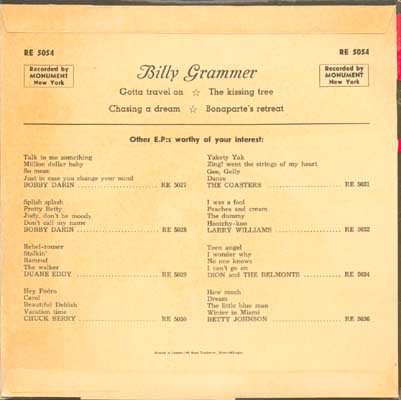 RE 5054
RE 5054
Recorded by
MONUMENT
New York
Billy Grammer
Recorded by
MONUMENT
New York
Gotta travel on ☆ The kissing tree
Chasing a dream ☆ Bonaparte's retreat
Other E.P:s worthy of your interest:
Talk to me something
Million dollar baby
So mean
Just in case you change your mind
BOBBY DARIN ........................ RE 5027
Splish splash
Pretty Betty
Judy, don't be moody
Don't call my name
BOBBY DARIN ........................ RE 5028
Rebel-rouser
Stalkin'
Ramrod
The walker
DUANE EDDY ........................ RE 5029
Hey Pedro
Carol
Beautiful Delilah
Vacation time
CHUCK BERRY ........................ RE 5030
Yakety Yak
Zing! went the strings of my heart
Gee, Golly
Dance
THE COASTERS ........................ RE 5031
I was a fool
Peaches and cream
The dummy
Hootchy-koo
LARRY WILLIAMS ........................ RE 5032
Teen angel
I wonder why
No one knows
I can't go on
DION and THE BELMONTS ........... RE 5034
How much
Dream
The little blue man
Winter in Miami
BETTY JOHNSON ........................ RE 5036
Printed in Sweden